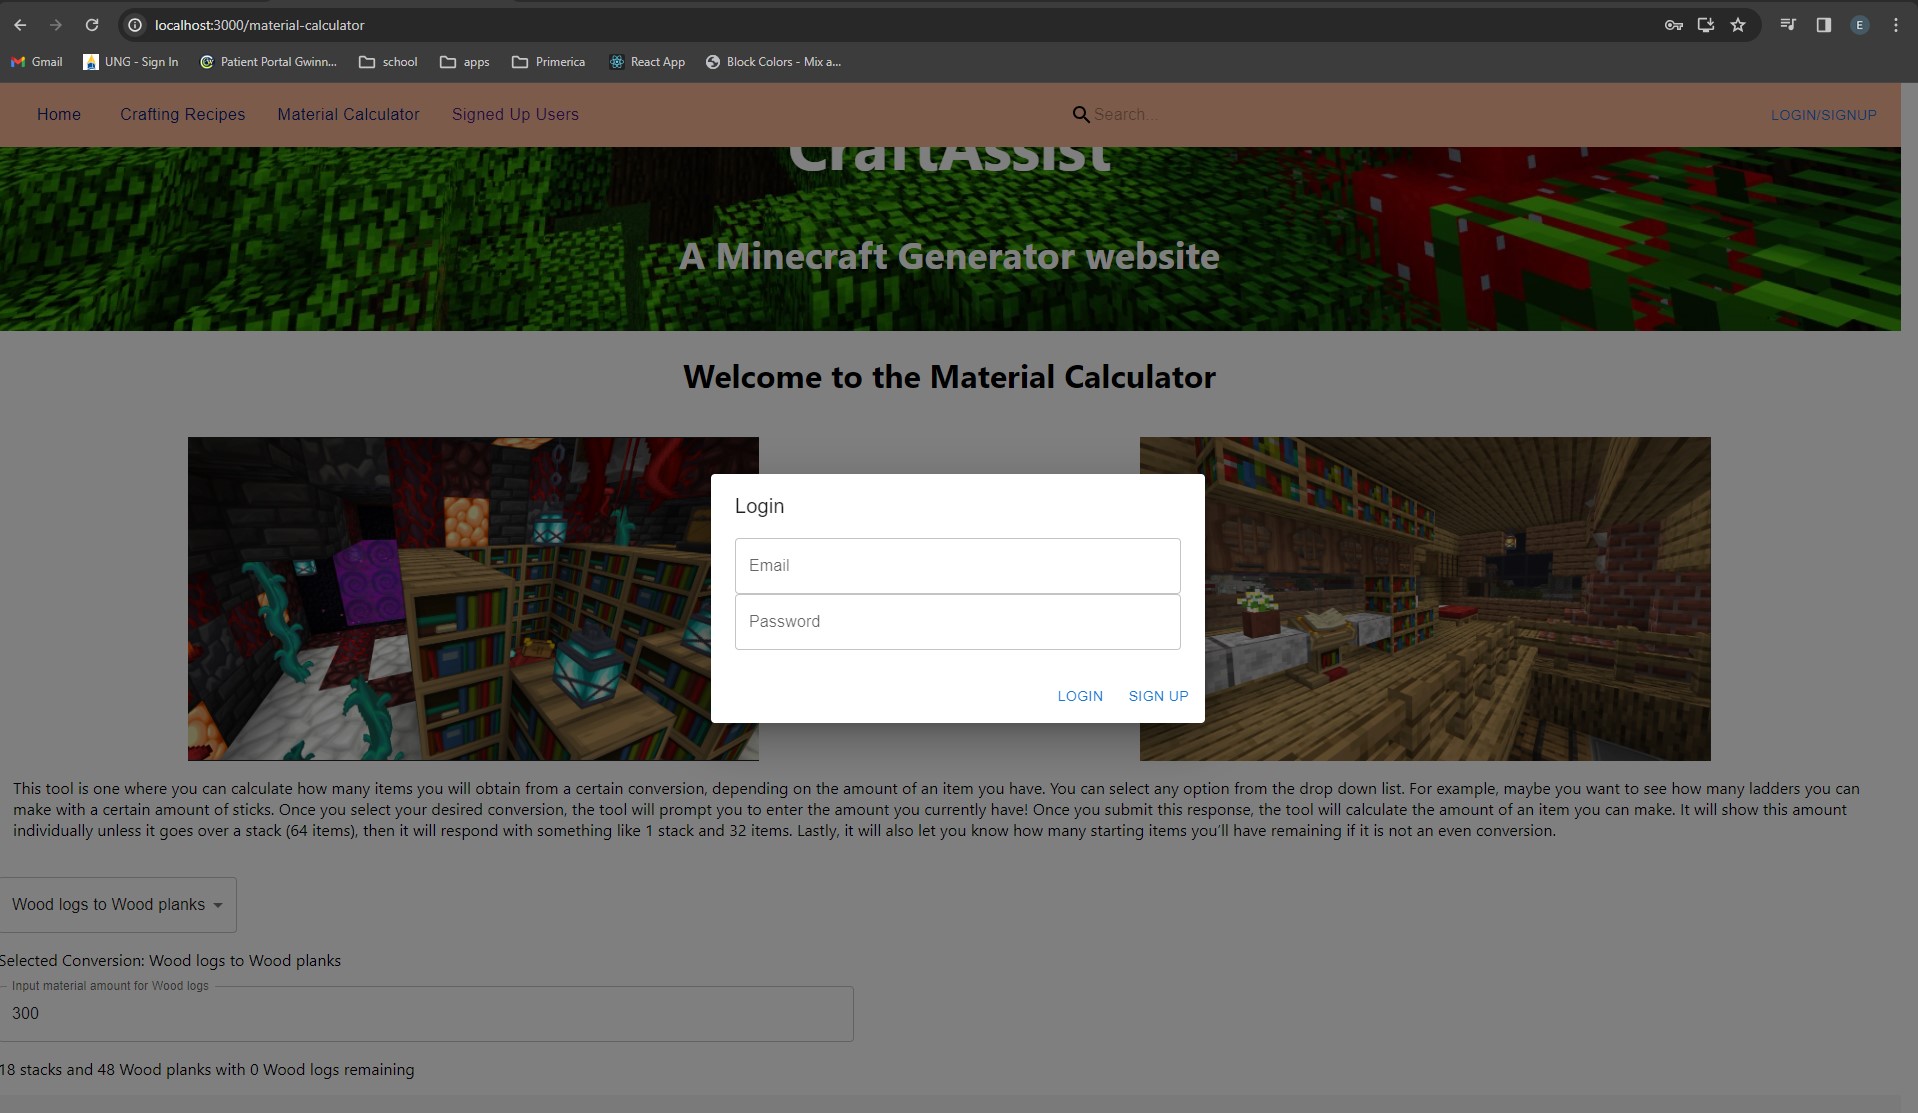 localhost:3000/material-calculator
E
Gmail UNG - Sign In Patient Portal Gwinn... school apps Primerica React App Block Colors - Mix a...
Home Crafting Recipes Material Calculator Signed Up Users Search... LOGIN/SIGNUP
CraftAssist
A Minecraft Generator website
Welcome to the Material Calculator
Login
Email
Password
LOGIN SIGN UP
This tool is one where you can calculate how many items you will obtain from a certain conversion, depending on the amount of an item you have. You can select any option from the drop down list. For example, maybe you want to see how many ladders you can
make with a certain amount of sticks. Once you select your desired conversion, the tool will prompt you to enter the amount you currently have! Once you submit this response, the tool will calculate the amount of an item you can make. It will show this amount
individually unless it goes over a stack (64 items), then it will respond with something like 1 stack and 32 items. Lastly, it will also let you know how many starting items you'll have remaining if it is not an even conversion.
Wood logs to Wood planks
Selected Conversion: Wood logs to Wood planks
Input material amount for Wood logs
300
18 stacks and 48 Wood planks with 0 Wood logs remaining